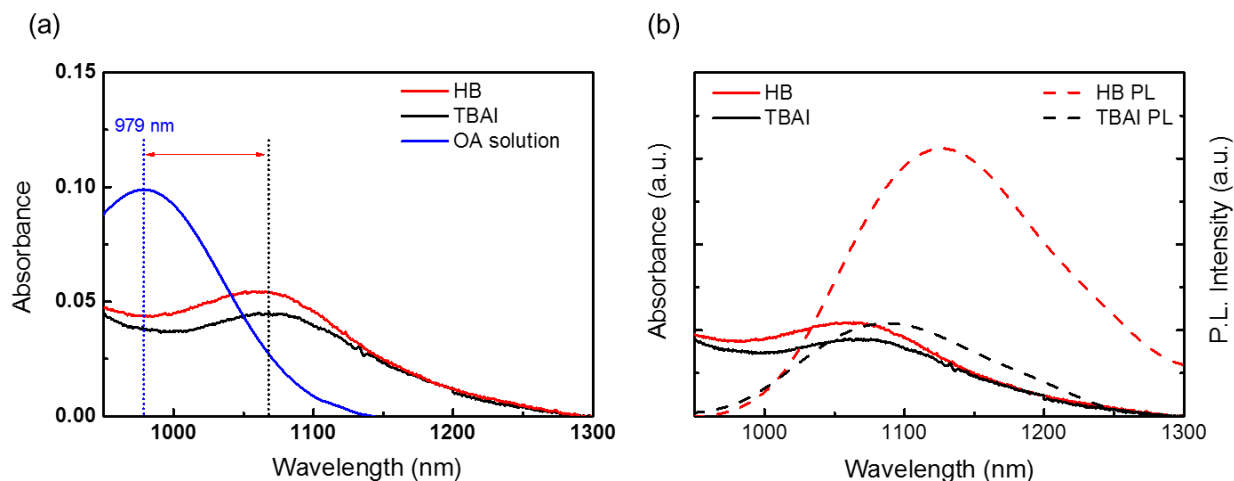 (a)
0.15
0.10
0.05
0.00
Absorbance
979 nm
HB
TBAI
OA solution
1000
1100
1200
1300
Wavelength (nm)
(b)
Absorbance (a.u.)
HB
TBAI
HB PL
TBAI PL
P.L. Intensity (a.u.)
1000
1100
1200
1300
Wavelength (nm)